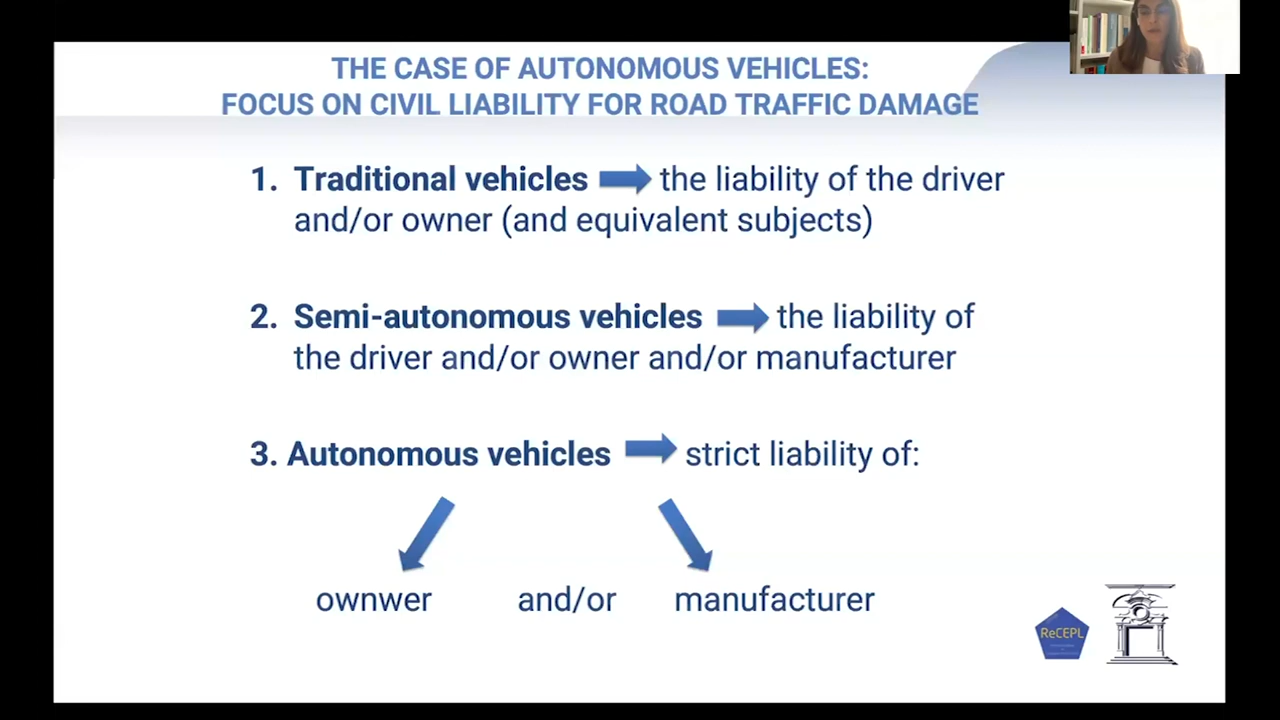 THE CASE OF AUTONOMOUS VEHICLES:
FOCUS ON CIVIL LIABILITY FOR ROAD TRAFFIC DAMAGE
1. Traditional vehicles the liability of the driver
and/or owner (and equivalent subjects)
2. Semi-autonomous vehicles the liability of
the driver and/or owner and/or manufacturer
3. Autonomous vehicles strict liability of:
ownwer and/or manufacturer
ReCEPL